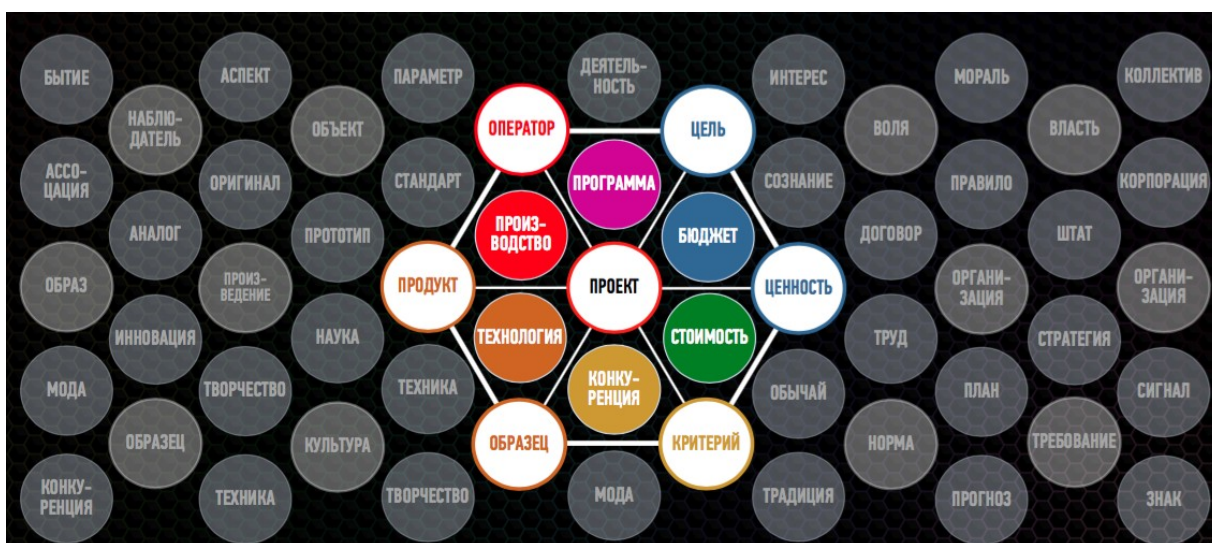 БЫТИЕ
АСПЕКТ
ПАРАМЕТР
ДЕЯТЕЛЬ-
НОСТЬ
ИНТЕРЕС
МОРАЛЬ
КОЛЛЕКТИВ
НАБЛЮ-
ДАТЕЛЬ
ОБЪЕКТ
ОПЕРАТОР
ЦЕЛЬ
ВОЛЯ
ВЛАСТЬ
АССО-
ЦАЦИЯ
ОРИГИНАЛ
СТАНДАРТ
ПРОГРАММА
СОЗНАНИЕ
ПРАВИЛО
КОРПОРАЦИЯ
АНАЛОГ
ПРОТОТИП
ПРОИЗ-
ВОДСТВО
БЮДЖЕТ
ДОГОВОР
ШТАТ
ОБРАЗ
ПРОИЗ-
ВЕДЕНИЕ
ПРОДУКТ
ПРОЕКТ
ЦЕННОСТЬ
ОРГАНИ-
ЗАЦИЯ
ОРГАНИ-
ЗАЦИЯ
ИННОВАЦИЯ
НАУКА
ТЕХНОЛОГИЯ
СТОИМОСТЬ
ТРУД
СТРАТЕГИЯ
МОДА
ТВОРЧЕСТВО
ТЕХНИКА
КОНКУ-
РЕНЦИЯ
ОБЫЧАЙ
ПЛАН
СИГНАЛ
ОБРАЗЕЦ
КУЛЬТУРА
ОБРАЗЕЦ
КРИТЕРИЙ
НОРМА
ТРЕБОВАНИЕ
КОНКУ-
РЕНЦИЯ
ТЕХНИКА
ТВОРЧЕСТВО
МОДА
ТРАДИЦИЯ
ПРОГНОЗ
ЗНАК